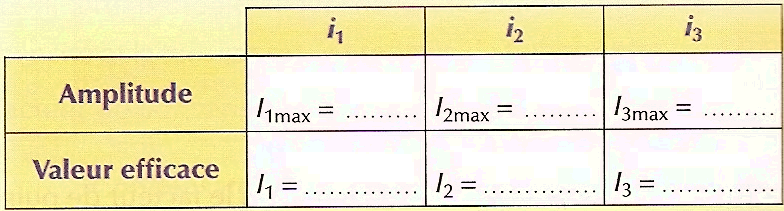 i1 i2 i3
Amplitude I1max = ......... I2max = ......... I3max = .........
Valeur efficace I1 = .............. I2 = .............. I3 = ..............